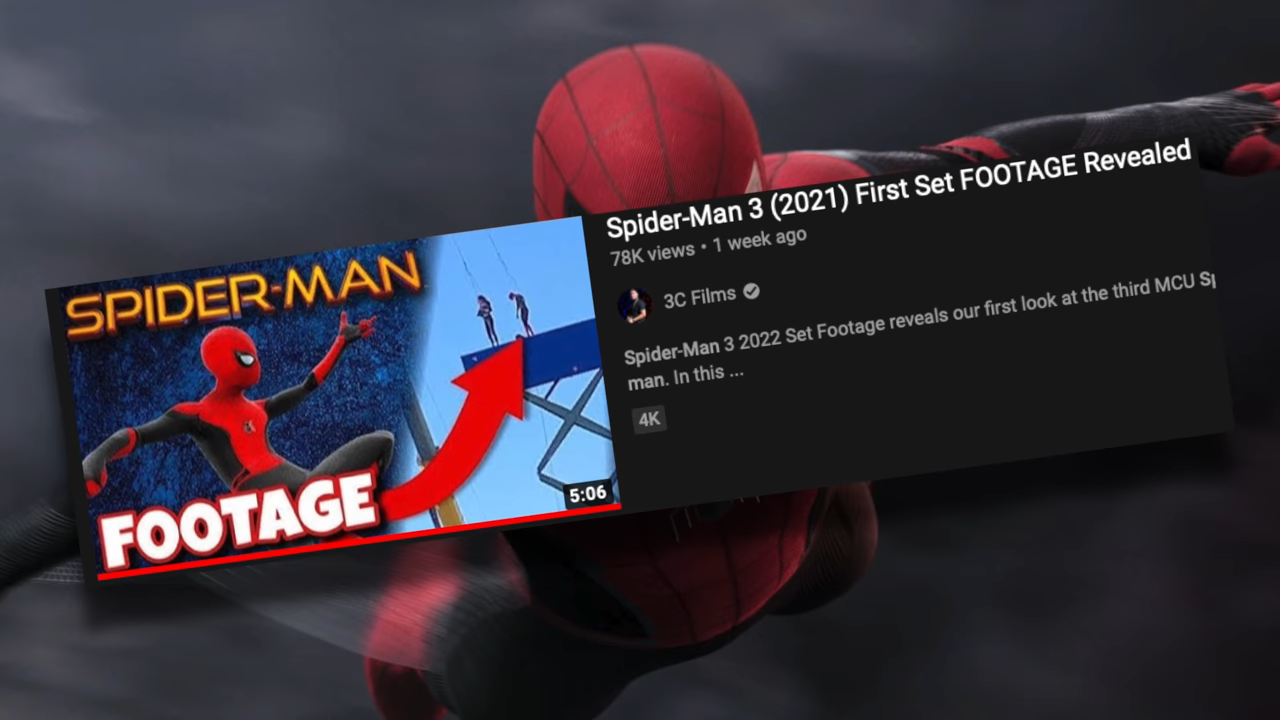 SPIDER-MAN
FOOTAGE
5:06
Spider-Man 3 (2021) First Set FOOTAGE Revealed
78K views • 1 week ago
3C Films
Spider-Man 3 2022 Set Footage reveals our first look at the third MCU Sp
man. In this ...
4K